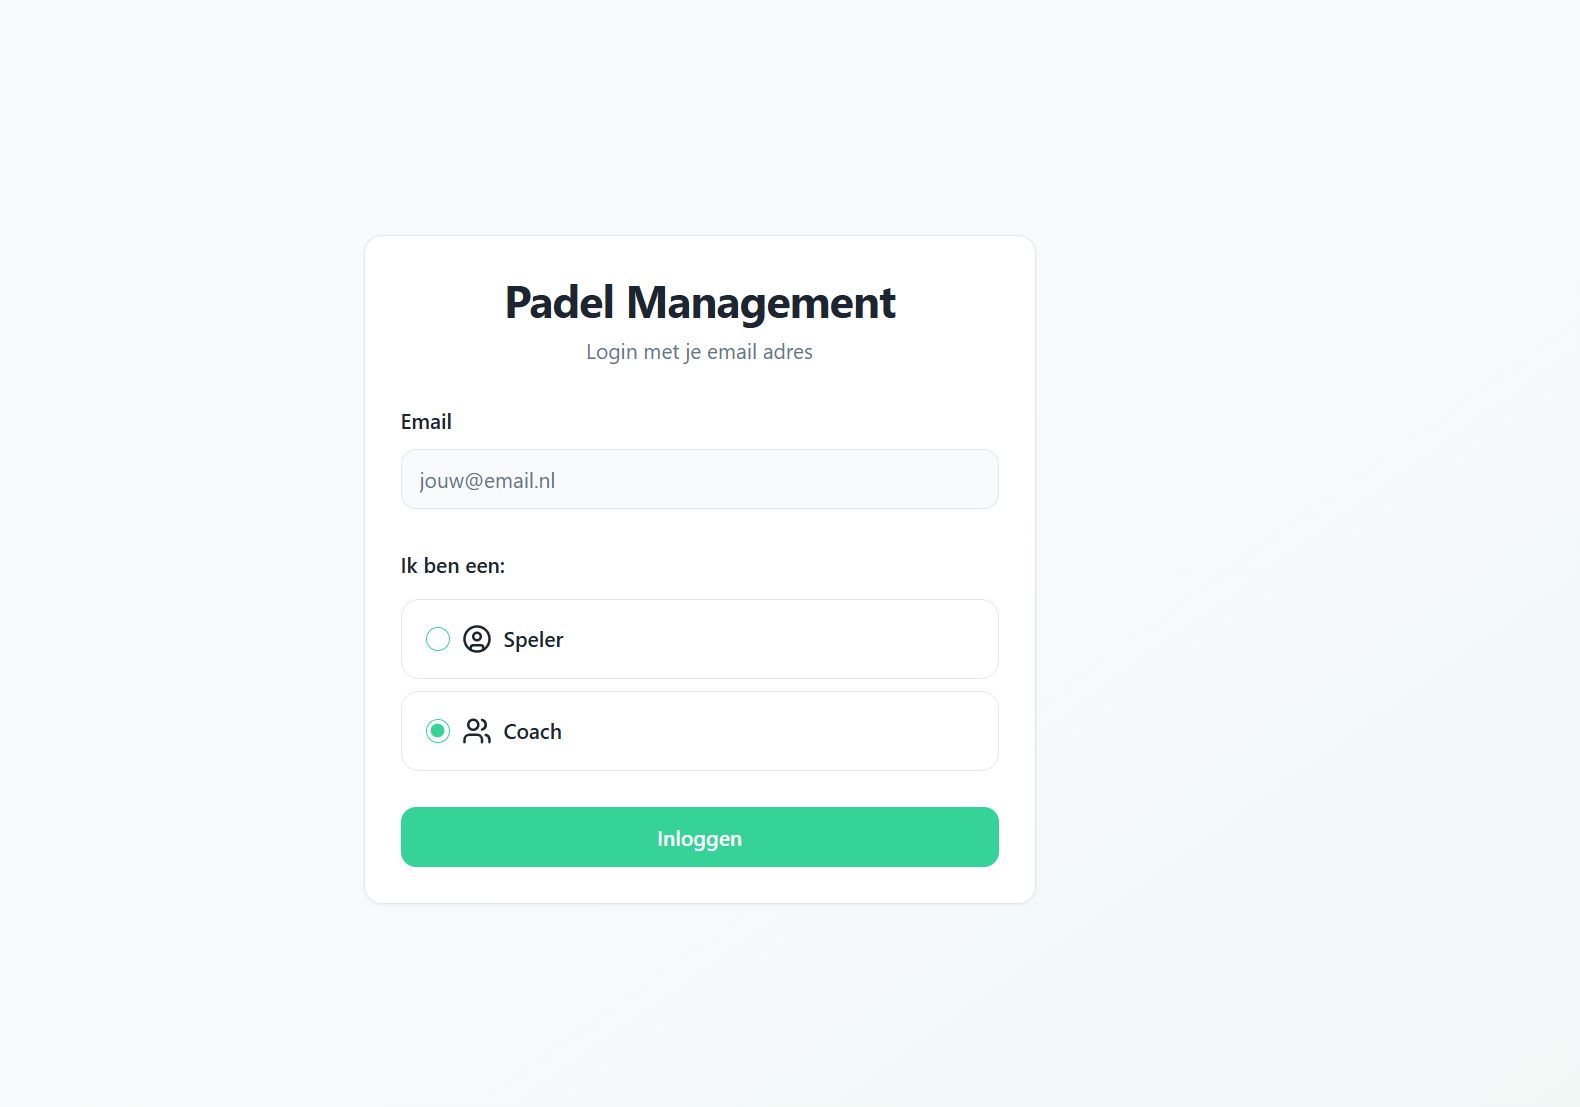 Padel Management
Login met je email adres
Email
jouw@email.nl
Ik ben een:
Speler
Coach
Inloggen